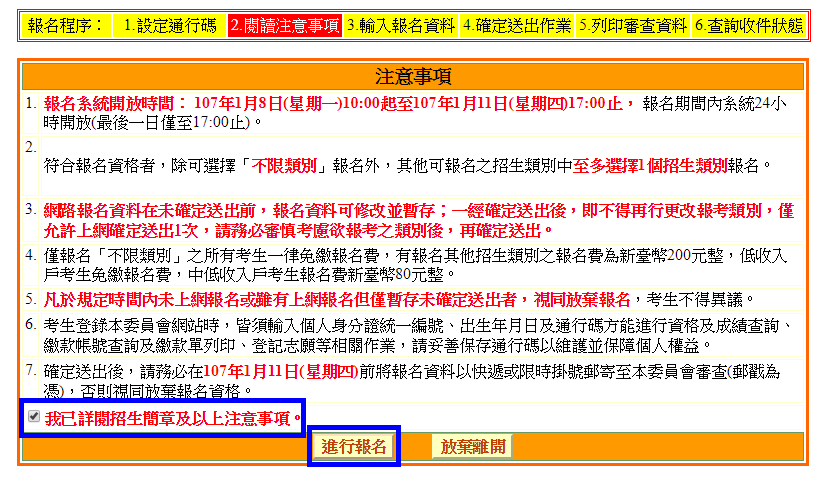 報名程序： 1.設定通行碼 2.閱讀注意事項 3.輸入報名資料 4.確定送出作業 5.列印審查資料 6.查詢收件狀態
注意事項
1. 報名系統開放時間： 107年1月8日(星期一)10:00起至107年1月11日(星期四)17:00止， 報名期間內系統24小
時開放(最後一日僅至17:00止)。
2.
符合報名資格者，除可選擇「不限類別」報名外，其他可報名之招生類別中至多選擇1個招生類別報名。
3. 網路報名資料在未確定送出前，報名資料可修改並暫存；一經確定送出後，即不得再行更改報考類別，僅
允許上網確定送出1次，請務必審慎考慮欲報考之類別後，再確定送出。
4. 僅報名「不限類別」之所有考生一律免繳報名費，有報名其他招生類別之報名費為新臺幣200元整，低收入
戶考生免繳報名費，中低收入戶考生報名費新臺幣80元整。
5. 凡於規定時間內未上網報名或雖有上網報名但僅暫存未確定送出者，視同放棄報名，考生不得異議。
6. 考生登錄本委員會網站時，皆須輸入個人身分證統一編號、出生年月日及通行碼方能進行資格及成績查詢、
繳款帳號查詢及繳款單列印、登記志願等相關作業，請妥善保存通行碼以維護並保障個人權益。
7. 確定送出後，請務必在107年1月11日(星期四)前將報名資料以快遞或限時掛號郵寄至本委員會審查(郵戳為
憑)，否則視同放棄報名資格。
我已詳閱招生簡章及以上注意事項。
進行報名 放棄離開